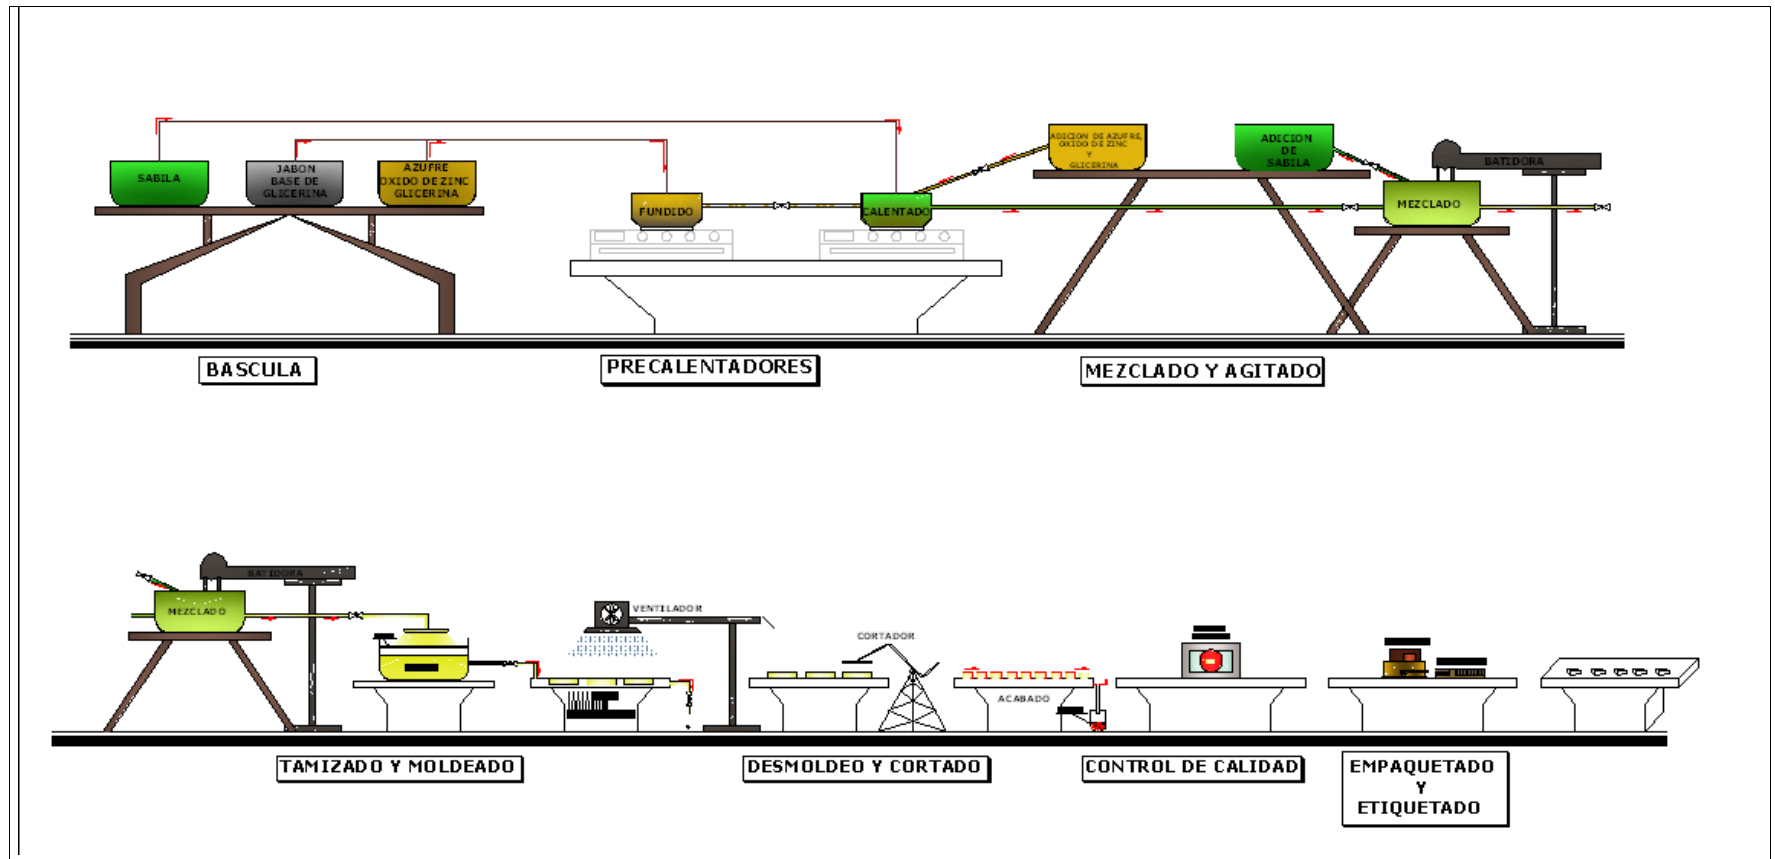 SABILA
JABON
BASE DE
GLICERINA
AZUFRE
OXIDO DE ZINC
GLICERINA
FUNDIDO
CALENTADO
ADICION DE AZUFRE,
OXIDO DE ZINC
Y
GLICERINA
ADICION
DE
SABILA
BATIDORA
MEZCLADO
BASCULA
PRECALENTADORES
MEZCLADO Y AGITADO
BATIDORA
MEZCLADO
VENTILADOR
CORTADOR
ACABADO
TAMIZADO Y MOLDEADO
DESMOLDEO Y CORTADO
CONTROL DE CALIDAD
EMPAQUETADO
Y
ETIQUETADO